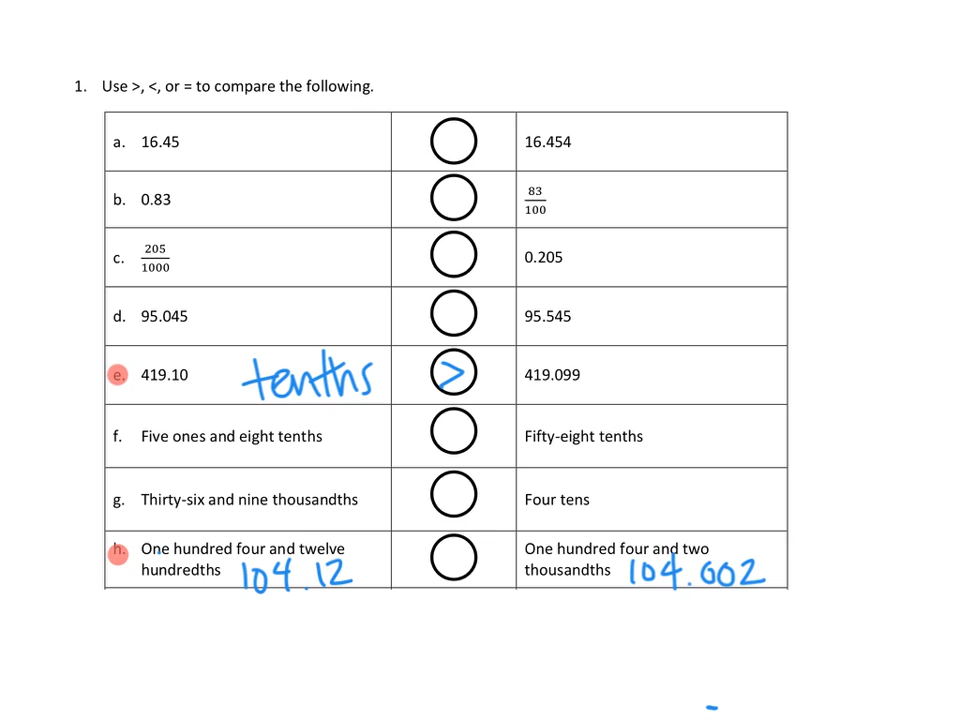 1. Use >, <, or = to compare the following.
a. 16.45 16.454
b. 0.83 83/100
c. 205/1000 0.205
d. 95.045 95.545
e. 419.10 tenths > 419.099
f. Five ones and eight tenths Fifty-eight tenths
g. Thirty-six and nine thousandths Four tens
h. One hundred four and twelve One hundred four and two
hundredths 104.12 thousandths 104.002